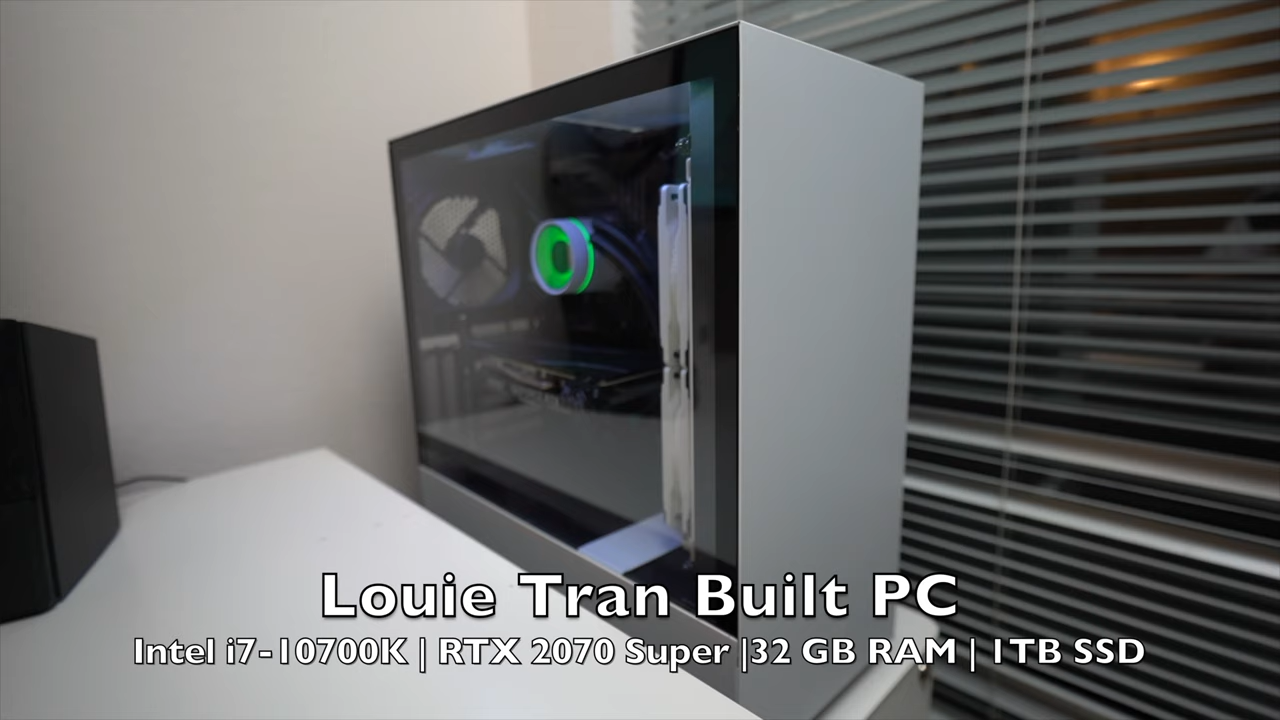 Louie Tran Built PC
Intel i7-10700K | RTX 2070 Super |32 GB RAM | 1TB SSD